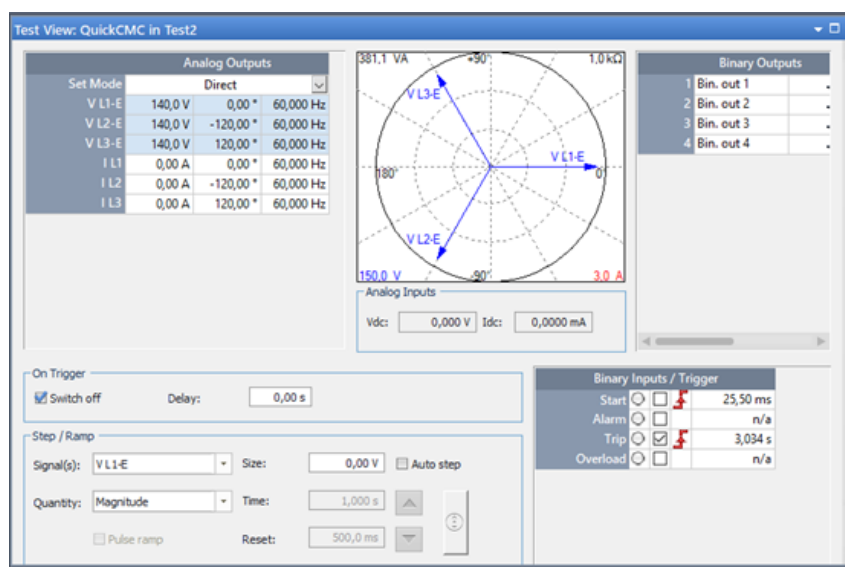 Test View: QuickCMC in Test2
Analog Outputs
Set Mode Direct
V L1-E 140,0 V 0,00 ° 60,000 Hz
V L2-E 140,0 V -120,00 ° 60,000 Hz
V L3-E 140,0 V 120,00 ° 60,000 Hz
I L1 0,00 A 0,00 ° 60,000 Hz
I L2 0,00 A -120,00 ° 60,000 Hz
I L3 0,00 A 120,00 ° 60,000 Hz
381,1 VA +90° 1,0 kΩ
V L3-E
V L1-E
180° 0°
V L2-E
150,0 V -90° 3,0 A
Analog Inputs
Vdc: 0,000 V Idc: 0,0000 mA
Binary Outputs
1 Bin. out 1
2 Bin. out 2
3 Bin. out 3
4 Bin. out 4
On Trigger
Switch off Delay: 0,00 s
Step / Ramp
Signal(s): V L1-E Size: 0,00 V Auto step
Quantity: Magnitude Time: 1,000 s
Pulse ramp Reset: 500,0 ms
Binary Inputs / Trigger
Start 25,50 ms
Alarm n/a
Trip 3,034 s
Overload n/a